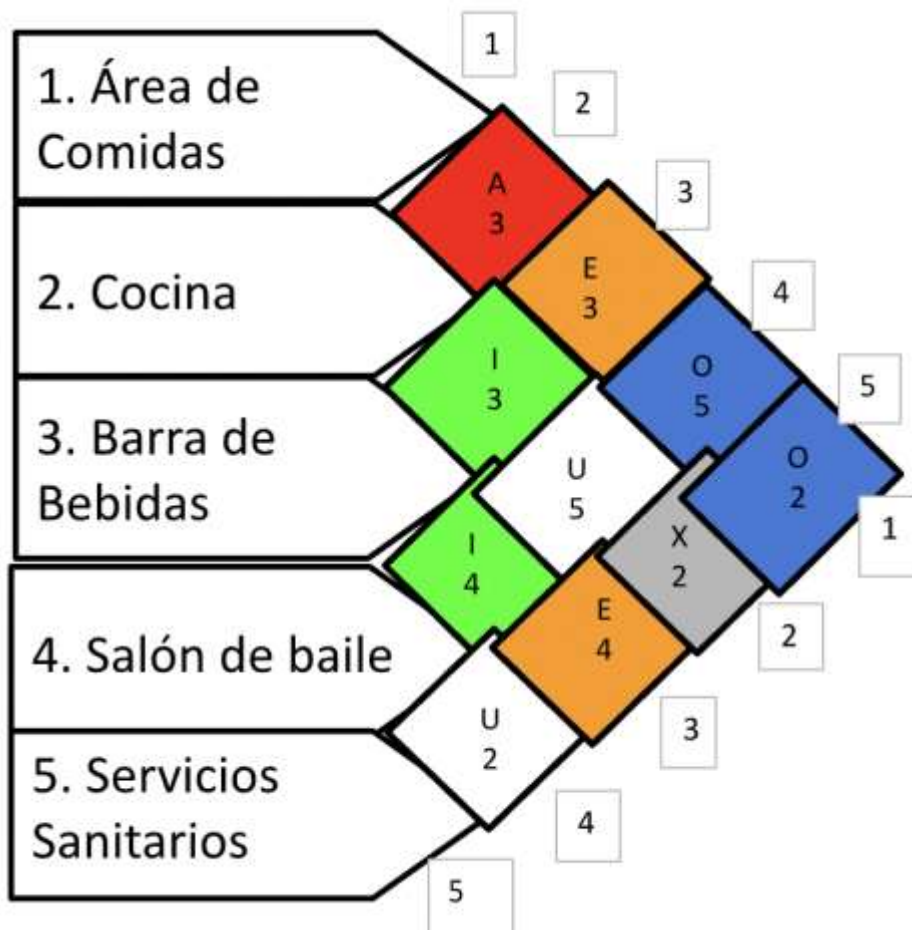 1
2
1. Área de
Comidas
A
3
3
E
3
4
2. Cocina
I
3
O
5
5
3. Barra de
Bebidas
U
5
O
2
1
I
4
X
2
4. Salón de baile
E
4
2
U
2
3
5. Servicios
Sanitarios
4
5